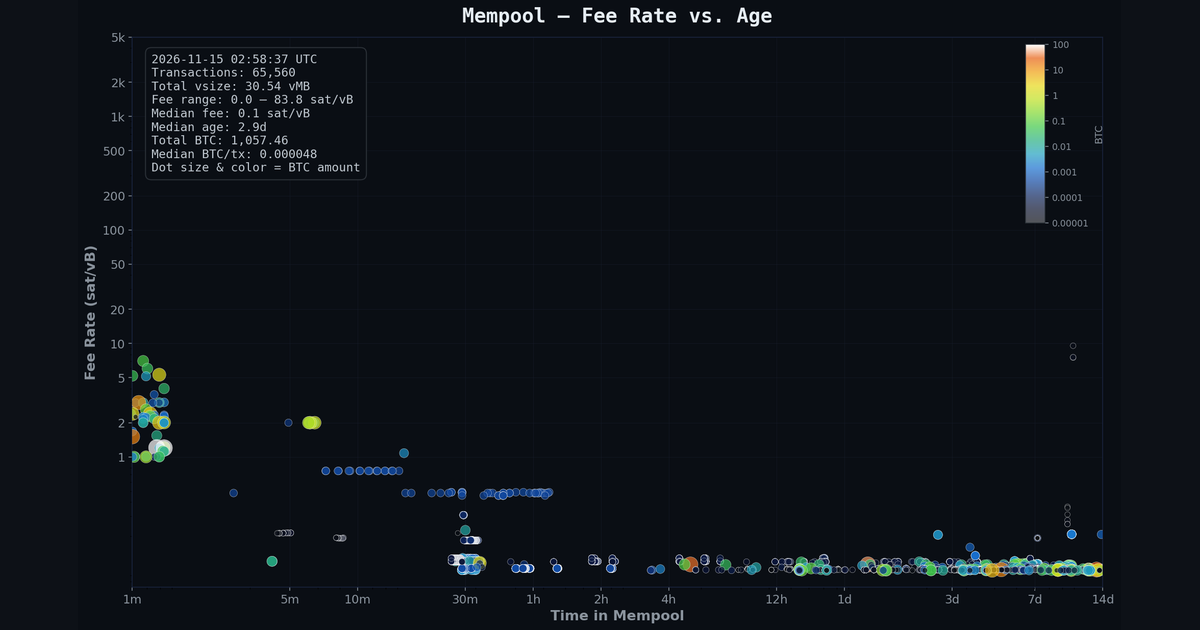 Mempool — Fee Rate vs. Age
2026-11-15 02:58:37 UTC
Transactions: 65,560
Total vsize: 30.54 vMB
Fee range: 0.0 – 83.8 sat/vB
Median fee: 0.1 sat/vB
Median age: 2.9d
Total BTC: 1,057.46
Median BTC/tx: 0.000048
Dot size & color = BTC amount
100
10
1
0.1
0.01
0.001
0.0001
0.00001
BTC
Fee Rate (sat/vB)
5k
2k
1k
500
200
100
50
20
10
5
2
1
1m 5m 10m 30m 1h 2h 4h 12h 1d 3d 7d 14d
Time in Mempool